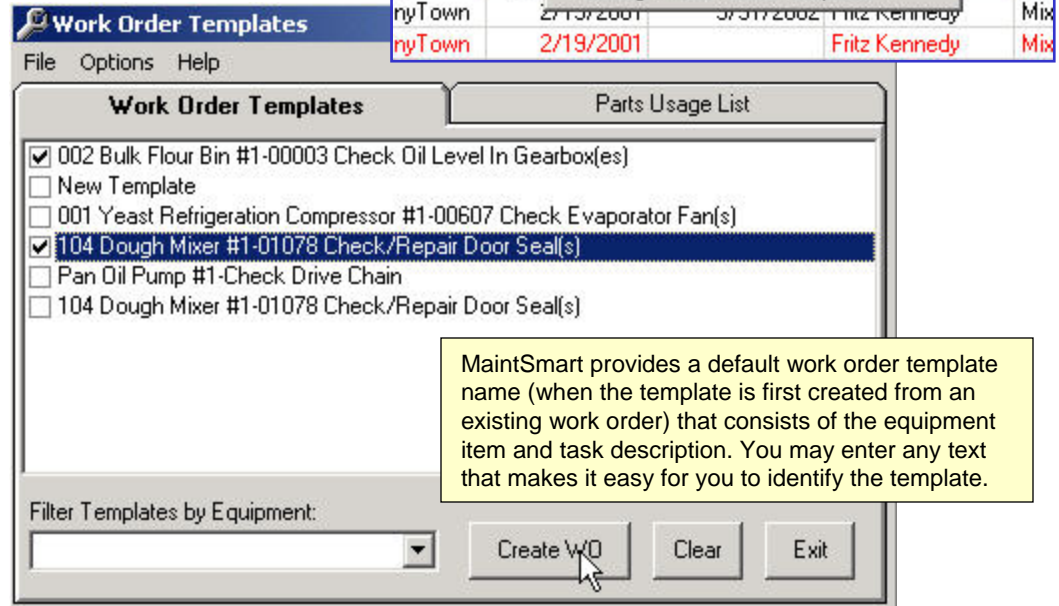 nyTown 2/15/2001 5/31/2002 Fritz Kennedy Mix
nyTown 2/19/2001 Fritz Kennedy Mix
Work Order Templates
File Options Help
Work Order Templates Parts Usage List
002 Bulk Flour Bin #1-00003 Check Oil Level In Gearbox(es)
New Template
001 Yeast Refrigeration Compressor #1-00607 Check Evaporator Fan(s)
104 Dough Mixer #1-01078 Check/Repair Door Seal(s)
Pan Oil Pump #1-Check Drive Chain
104 Dough Mixer #1-01078 Check/Repair Door Seal(s)
MaintSmart provides a default work order template
name (when the template is first created from an
existing work order) that consists of the equipment
item and task description. You may enter any text
that makes it easy for you to identify the template.
Filter Templates by Equipment:
Create WO Clear Exit